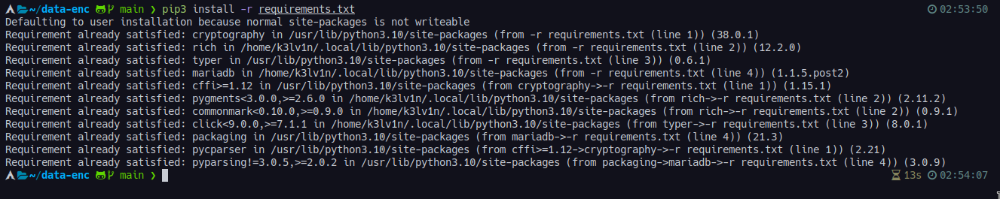 ~/data-enc main ❯ pip3 install -r requirements.txt 02:53:50
Defaulting to user installation because normal site-packages is not writeable
Requirement already satisfied: cryptography in /usr/lib/python3.10/site-packages (from -r requirements.txt (line 1)) (38.0.1)
Requirement already satisfied: rich in /home/k3lv1n/.local/lib/python3.10/site-packages (from -r requirements.txt (line 2)) (12.2.0)
Requirement already satisfied: typer in /usr/lib/python3.10/site-packages (from -r requirements.txt (line 3)) (0.6.1)
Requirement already satisfied: mariadb in /home/k3lv1n/.local/lib/python3.10/site-packages (from -r requirements.txt (line 4)) (1.1.5.post2)
Requirement already satisfied: cffi>=1.12 in /usr/lib/python3.10/site-packages (from cryptography->-r requirements.txt (line 1)) (1.15.1)
Requirement already satisfied: pygments<3.0.0,>=2.6.0 in /home/k3lv1n/.local/lib/python3.10/site-packages (from rich->-r requirements.txt (line 2)) (2.11.2)
Requirement already satisfied: commonmark<0.10.0,>=0.9.0 in /home/k3lv1n/.local/lib/python3.10/site-packages (from rich->-r requirements.txt (line 2)) (0.9.1)
Requirement already satisfied: click<9.0.0,>=7.1.1 in /home/k3lv1n/.local/lib/python3.10/site-packages (from typer->-r requirements.txt (line 3)) (8.0.1)
Requirement already satisfied: packaging in /usr/lib/python3.10/site-packages (from mariadb->-r requirements.txt (line 4)) (21.3)
Requirement already satisfied: pycparser in /usr/lib/python3.10/site-packages (from cffi>=1.12->cryptography->-r requirements.txt (line 1)) (2.21)
Requirement already satisfied: pyparsing!=3.0.5,>=2.0.2 in /usr/lib/python3.10/site-packages (from packaging->mariadb->-r requirements.txt (line 4)) (3.0.9)
~/data-enc main ❯ 13s 02:54:07